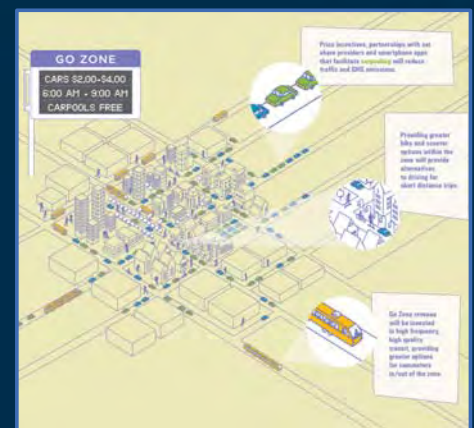 GO ZONE
CARS $2.00-$4.00
6:00 AM - 9:00 AM
CARPOOLS FREE
Price incentives, partnerships with car
share providers and smartphone apps
that facilitate carpooling will reduce
traffic and GHG emissions.
Providing greater
bike and scooter
options within the
zone will provide
alternatives
to driving for
short distance trips.
Go Zone revenue
will be invested
in high frequency,
high quality
transit, providing
greater options
for commuters
in/out of the zone